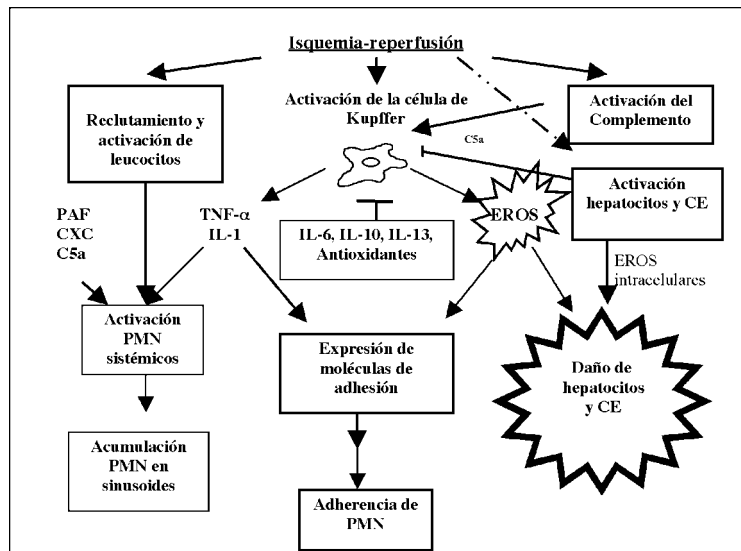 Isquemia-reperfusión
Reclutamiento y
activación de
leucocitos
Activación de la célula de
Kupffer
Activación del
Complemento
C5a
PAF
CXC
C5a
TNF-α
IL-1
IL-6, IL-10, IL-13,
Antioxidantes
EROS
Activación
hepatocitos y CE
EROS
intracelulares
Activación
PMN
sistémicos
Expresión de
moléculas de
adhesión
Daño de
hepatocitos
y CE
Acumulación
PMN en
sinusoides
Adherencia de
PMN